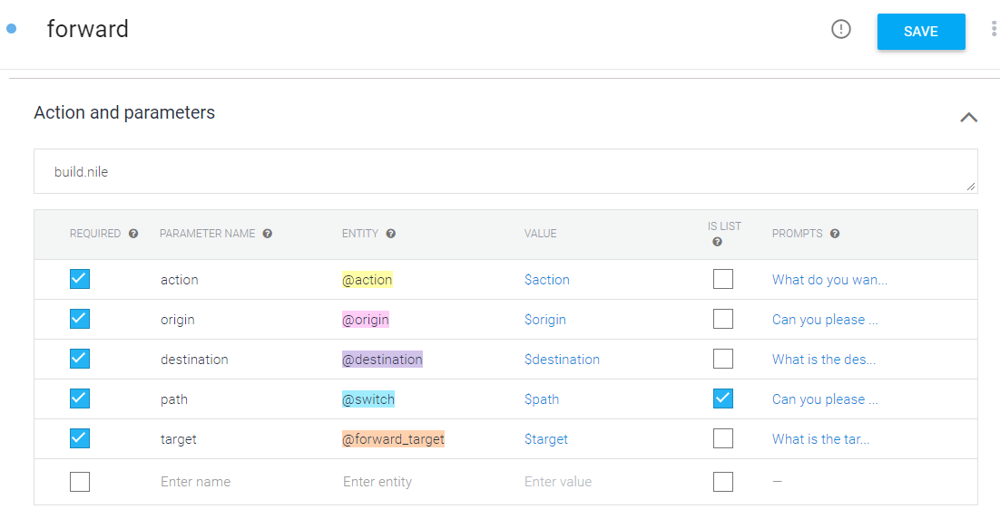 forward
SAVE
Action and parameters
build.nile
REQUIRED PARAMETER NAME ENTITY VALUE IS LIST PROMPTS
action @action $action What do you wan...
origin @origin $origin Can you please ...
destination @destination $destination What is the des...
path @switch $path Can you please ...
target @forward_target $target What is the tar...
Enter name Enter entity Enter value —